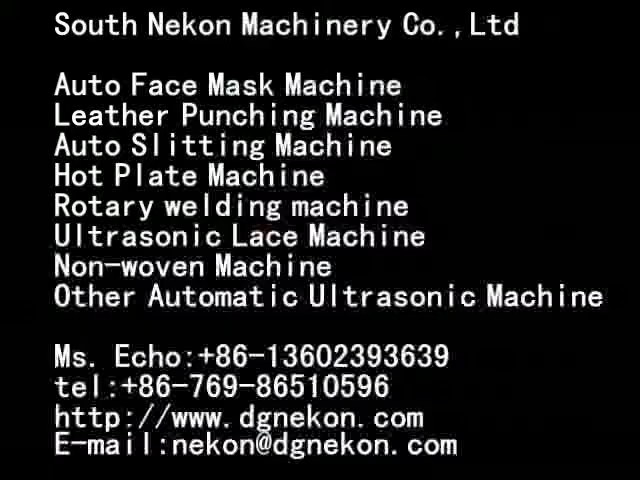 South Nekon Machinery Co.,Ltd
Auto Face Mask Machine
Leather Punching Machine
Auto Slitting Machine
Hot Plate Machine
Rotary welding machine
Ultrasonic Lace Machine
Non-woven Machine
Other Automatic Ultrasonic Machine
Ms. Echo:+86-13602393639
tel:+86-769-86510596
http://www.dgnekon.com
E-mail:nekon@dgnekon.com